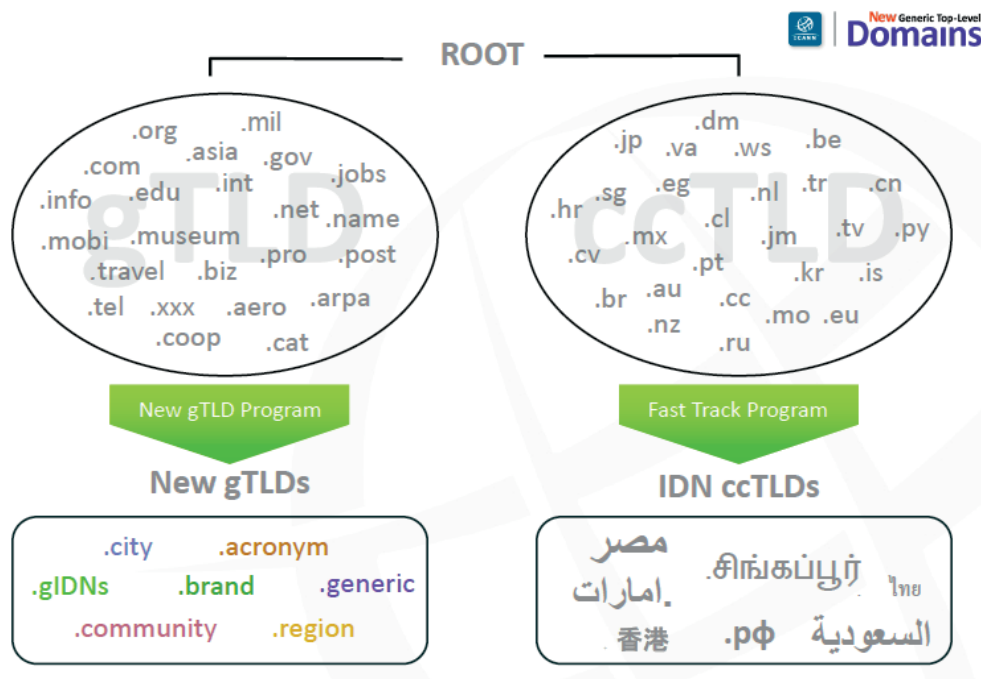 ICANN
New Generic Top-Level
Domains
ROOT
gTLD
.org .mil
.com .asia .gov
.info .edu .int .jobs
.net .name
.mobi .museum
.travel .biz .pro .post
.tel .xxx .aero .arpa
.coop .cat
ccTLD
.jp .dm .be
.va .ws
.hr .sg .eg .nl .tr .cn
.cl
.cv .mx .jm .tv .py
.pt .kr .is
.br .au .cc
.nz .mo .eu
.ru
New gTLD Program
Fast Track Program
New gTLDs
IDN ccTLDs
.city .acronym
.gIDNs .brand .generic
.community .region
مصر
.சிங்கப்பூர்
امارات.
ไทย
.香港 .рф السعودية